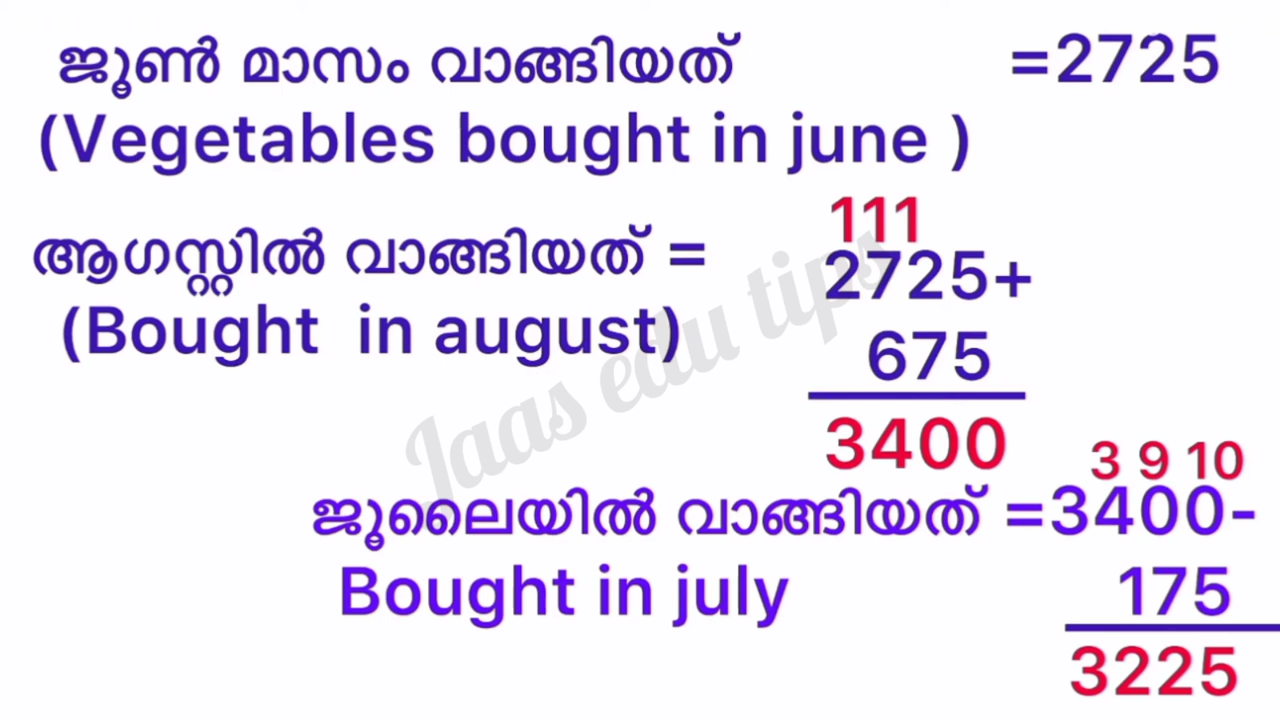 ജൂൺ മാസം വാങ്ങിയത് =2725
(Vegetables bought in june )
111
ആഗസ്റ്റിൽ വാങ്ങിയത് = 2725+
(Bought in august) 675
3400
3 9 10
ജൂലൈയിൽ വാങ്ങിയത് =3400-
Bought in july 175
3225
Jaas edu tips